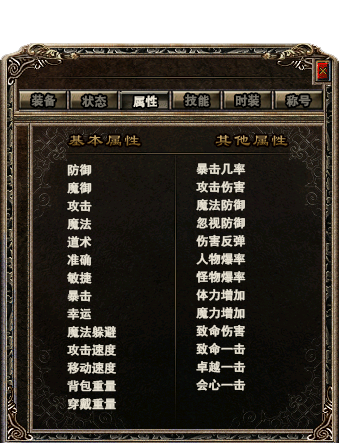 装备 状态 属性 技能 时装 称号
基本属性 其他属性
防御 暴击几率
魔御 攻击伤害
攻击 魔法防御
魔法 忽视防御
道术 伤害反弹
准确 人物爆率
敏捷 怪物爆率
暴击 体力增加
幸运 魔力增加
魔法躲避 致命伤害
攻击速度 致命一击
移动速度 卓越一击
背包重量 会心一击
穿戴重量